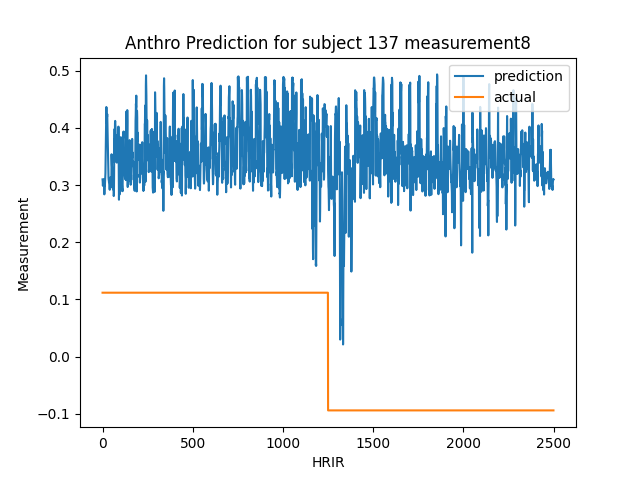 Anthro Prediction for subject 137 measurement8
prediction
actual
0.5
0.4
0.3
0.2
0.1
0.0
−0.1
Measurement
0
500
1000
1500
2000
2500
HRIR